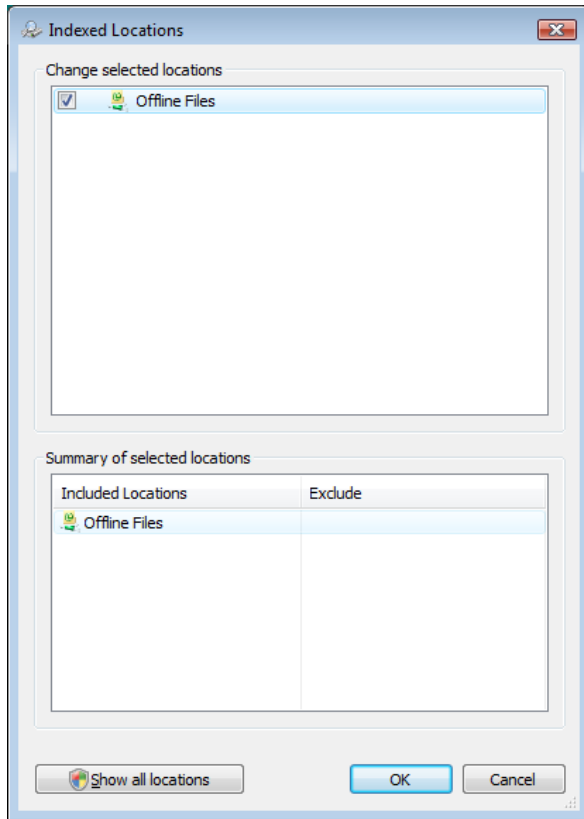 Indexed Locations
Change selected locations
Offline Files
Summary of selected locations
Included Locations Exclude
Offline Files
Show all locations OK Cancel